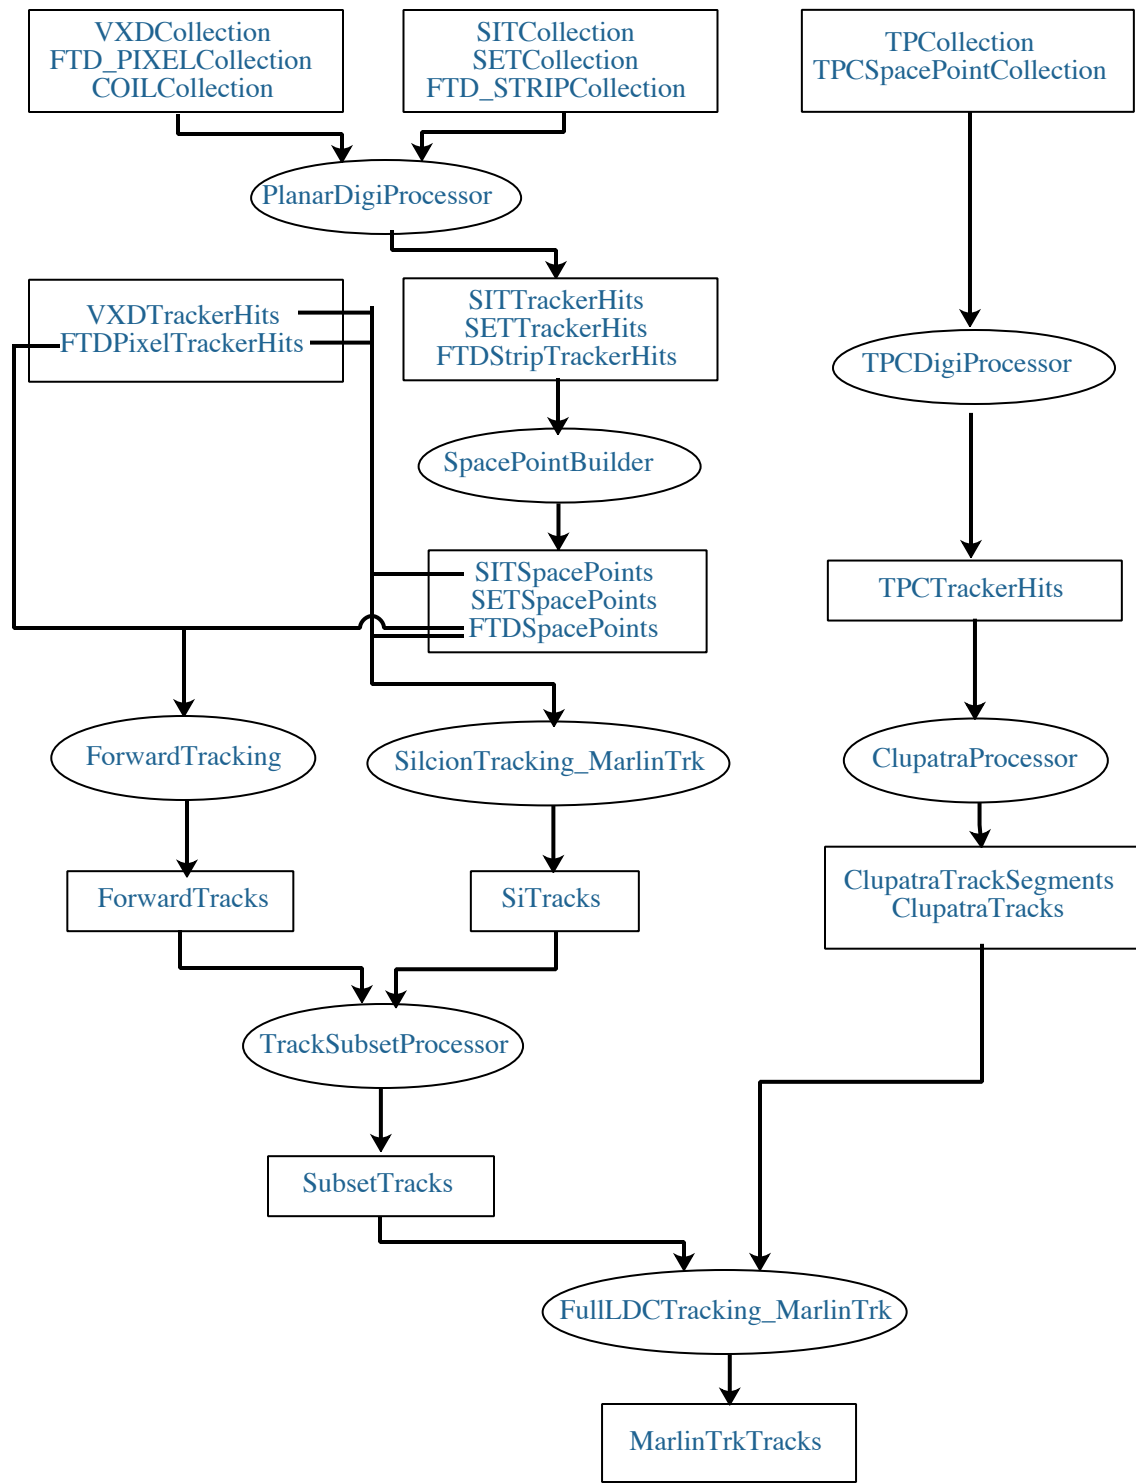 VXDCollection
FTD_PIXELCollection
COILCollection
SITCollection
SETCollection
FTD_STRIPCollection
TPCollection
TPCSpacePointCollection
PlanarDigiProcessor
VXDTrackerHits
FTDPixelTrackerHits
SITTrackerHits
SETTrackerHits
FTDStripTrackerHits
TPCDigiProcessor
SpacePointBuilder
SITSpacePoints
SETSpacePoints
FTDSpacePoints
TPCTrackerHits
ForwardTracking
SilcionTracking_MarlinTrk
ClupatraProcessor
ForwardTracks
SiTracks
ClupatraTrackSegments
ClupatraTracks
TrackSubsetProcessor
SubsetTracks
FullLDCTracking_MarlinTrk
MarlinTrkTracks